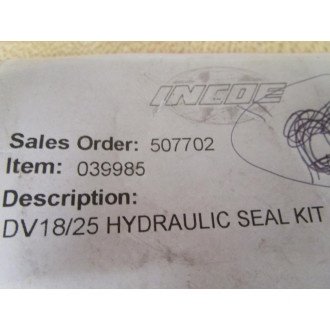 INCOE
Sales Order: 507702
Item: 039985
Description:
DV18/25 HYDRAULIC SEAL KIT